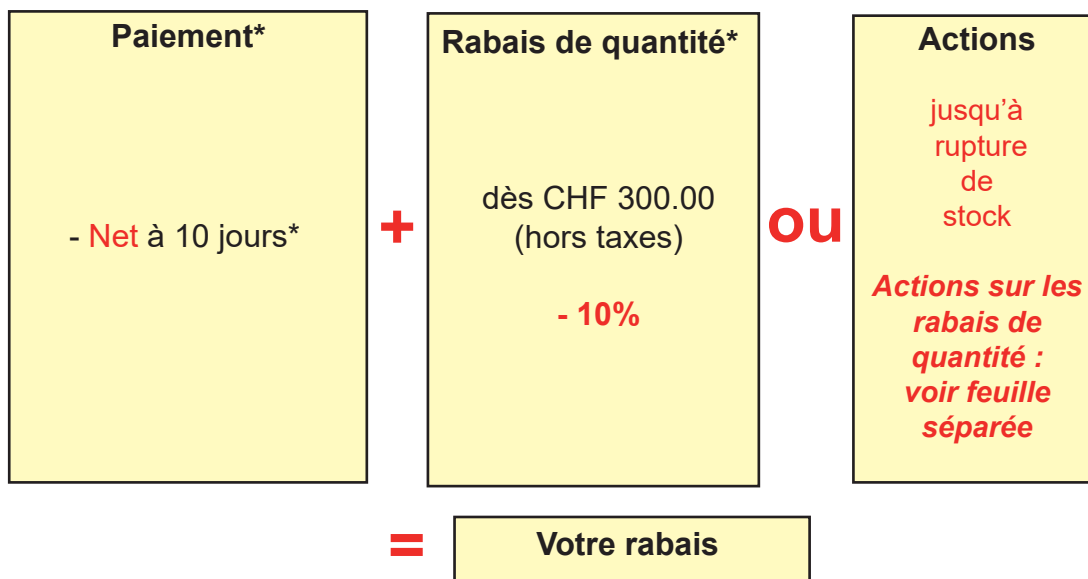 Paiement*
- Net à 10 jours*
+
Rabais de quantité*
dès CHF 300.00
(hors taxes)
- 10%
ou
Actions
jusqu'à
rupture
de
stock
Actions sur les
rabais de
quantité :
voir feuille
séparée
=
Votre rabais